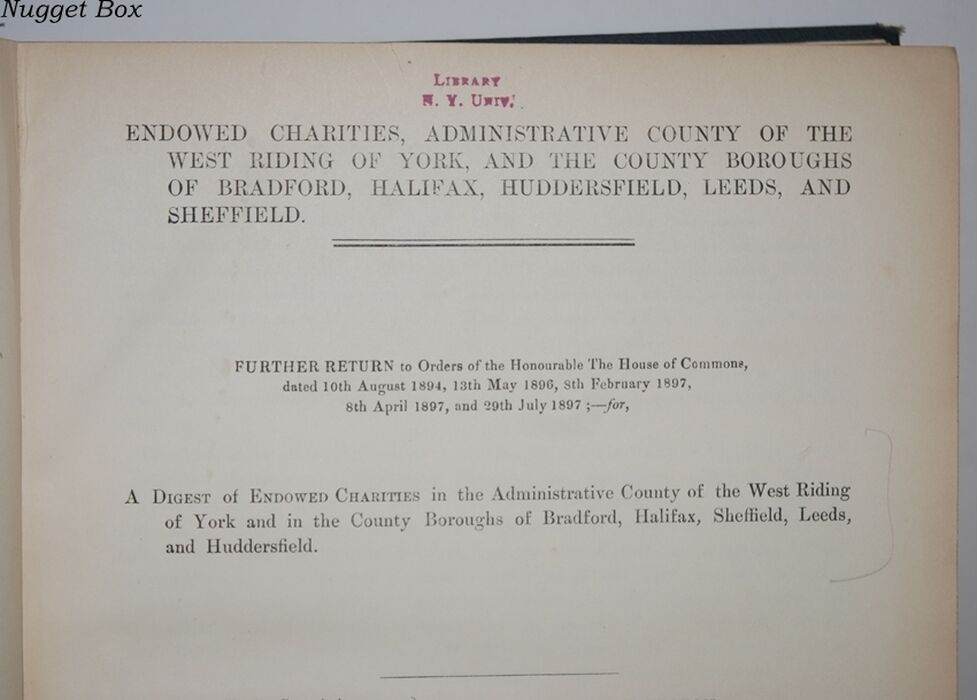 Nugget Box
LIBRARY
N. Y. UNIV.
ENDOWED CHARITIES, ADMINISTRATIVE COUNTY OF THE
WEST RIDING OF YORK, AND THE COUNTY BOROUGHS
OF BRADFORD, HALIFAX, HUDDERSFIELD, LEEDS, AND
SHEFFIELD.
FURTHER RETURN to Orders of the Honourable The House of Commons,
dated 10th August 1894, 13th May 1896, 8th February 1897,
8th April 1897, and 29th July 1897 ;—for,
A DIGEST of ENDOWED CHARITIES in the Administrative County of the West Riding
of York and in the County Boroughs of Bradford, Halifax, Sheffield, Leeds,
and Huddersfield.